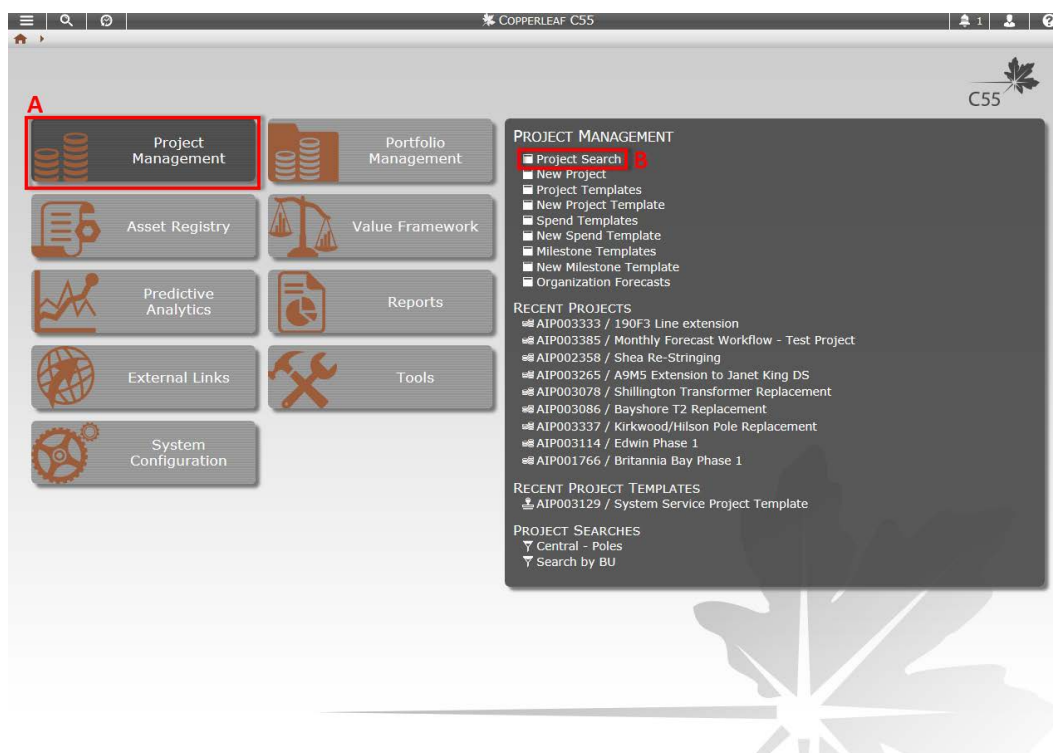 COPPERLEAF C55
1
C55
A
Project
Management
Portfolio
Management
Asset Registry
Value Framework
Predictive
Analytics
Reports
External Links
Tools
System
Configuration
PROJECT MANAGEMENT
Project Search B
New Project
Project Templates
New Project Template
Spend Templates
New Spend Template
Milestone Templates
New Milestone Template
Organization Forecasts
RECENT PROJECTS
AIP003333 / 190F3 Line extension
AIP003385 / Monthly Forecast Workflow - Test Project
AIP002358 / Shea Re-Stringing
AIP003265 / A9M5 Extension to Janet King DS
AIP003078 / Shillington Transformer Replacement
AIP003086 / Bayshore T2 Replacement
AIP003337 / Kirkwood/Hilson Pole Replacement
AIP003114 / Edwin Phase 1
AIP001766 / Britannia Bay Phase 1
RECENT PROJECT TEMPLATES
AIP003129 / System Service Project Template
PROJECT SEARCHES
Central - Poles
Search by BU